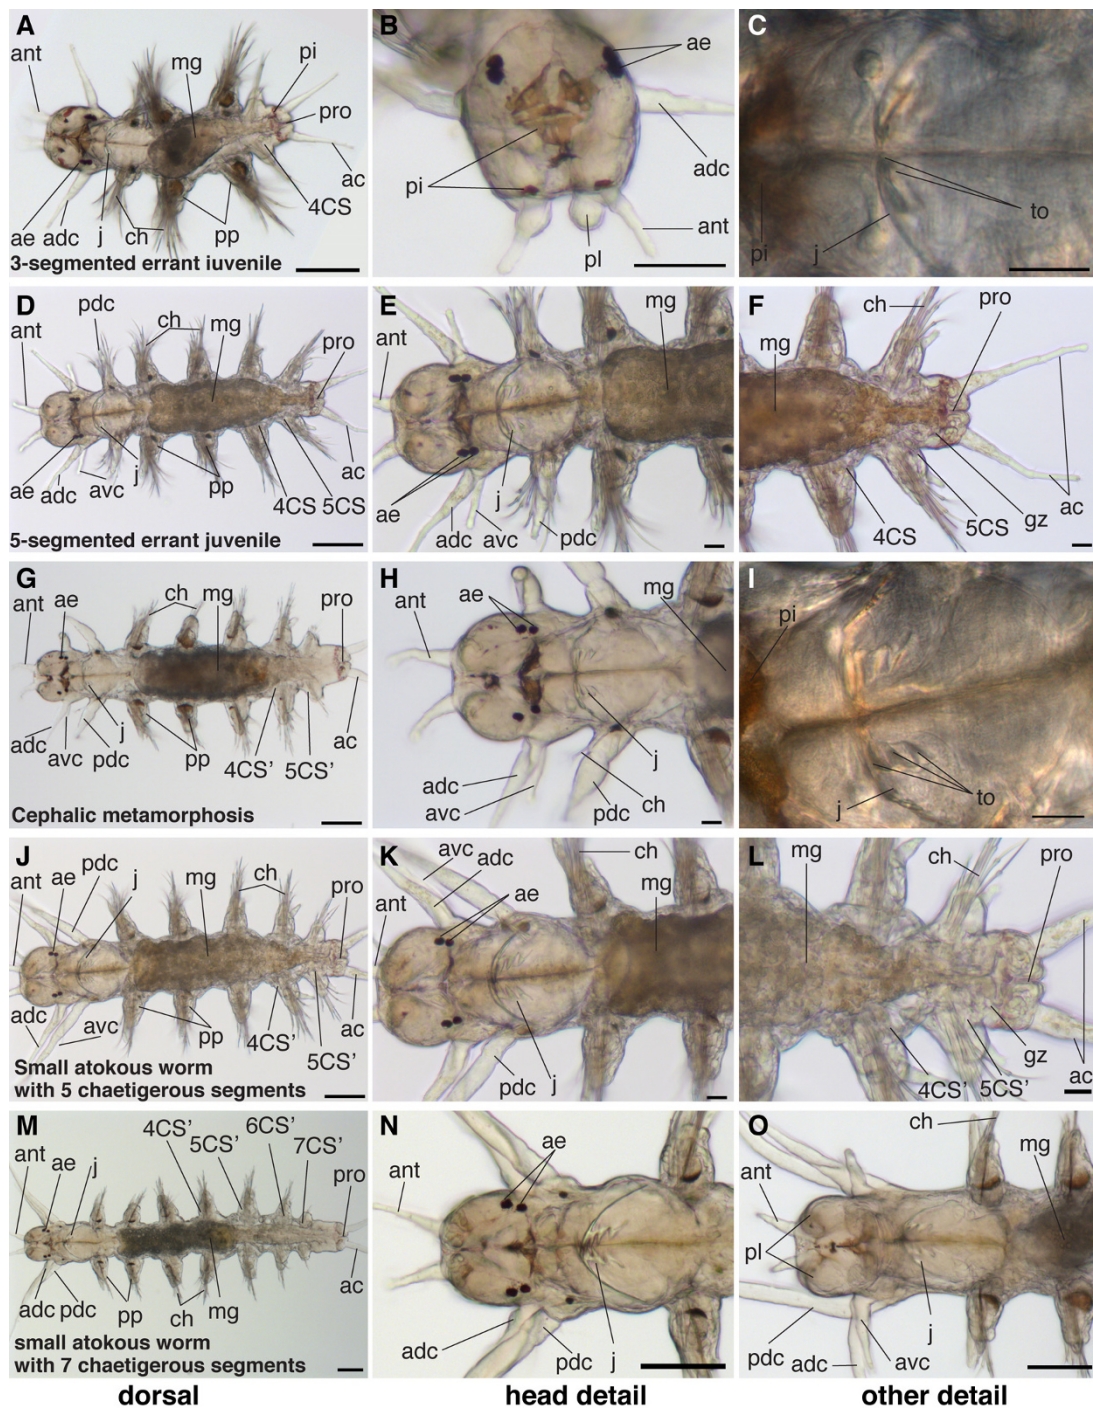 A
ant
mg
pi
pro
ac
4CS
ae adc j ch pp
3-segmented errant juvenile
B
ae
pi
adc
ant
pl
C
to
pi
j
D
pdc
ant
ch
mg
pro
ae
adc
avc
j
pp
ac
4CS 5CS
5-segmented errant juvenile
E
ant
mg
ae
j
adc avc
pdc
F
ch
pro
mg
4CS
5CS
gz
ac
G
ant ae
ch mg
pro
adc
avc
pdc
j
pp
4CS’ 5CS’
ac
Cephalic metamorphosis
H
ant
ae
mg
adc
avc
pdc
ch
j
I
pi
j
to
J
ant ae
pdc
j
mg
ch
pro
adc
avc
pp
4CS’
5CS’
ac
Small atokous worm
with 5 chaetigerous segments
K
avc
adc
ae
ch
ant
mg
pdc
j
L
mg
ch
pro
4CS’
5CS’
gz
ac
M
4CS’
5CS’
6CS’
7CS’
ant
ae
j
pro
adc pdc
pp
ch
mg
ac
small atokous worm
with 7 chaetigerous segments
N
ae
ant
adc
pdc
j
O
ch
mg
ant
pl
pdc
adc
avc
j
dorsal
head detail
other detail